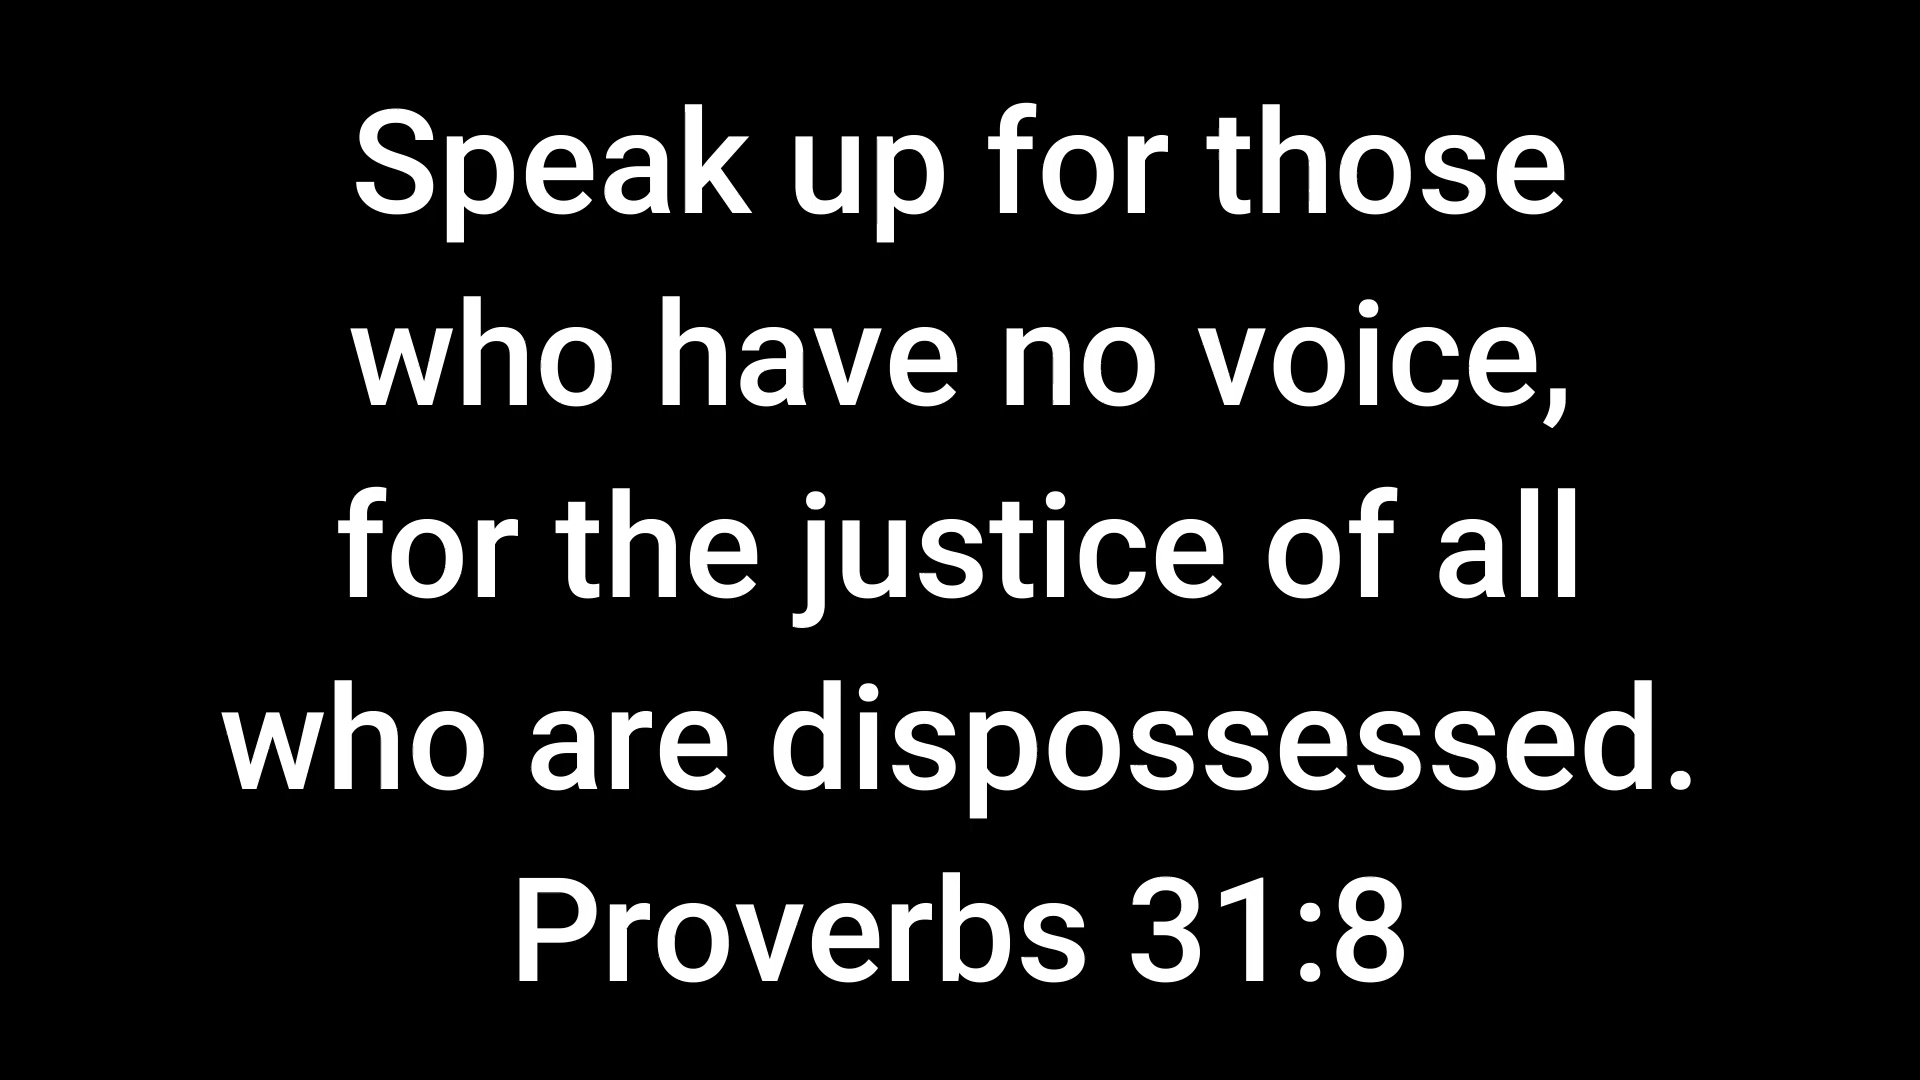 Speak up for those
who have no voice,
for the justice of all
who are dispossessed.
Proverbs 31:8